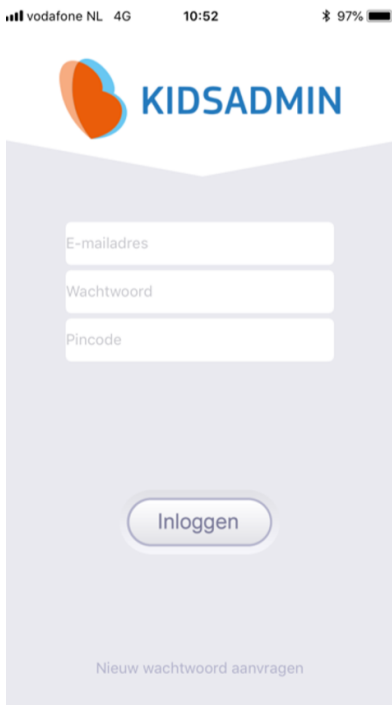 vodafone NL 4G 10:52 97%
KIDSADMIN
E-mailadres
Wachtwoord
Pincode
Inloggen
Nieuw wachtwoord aanvragen